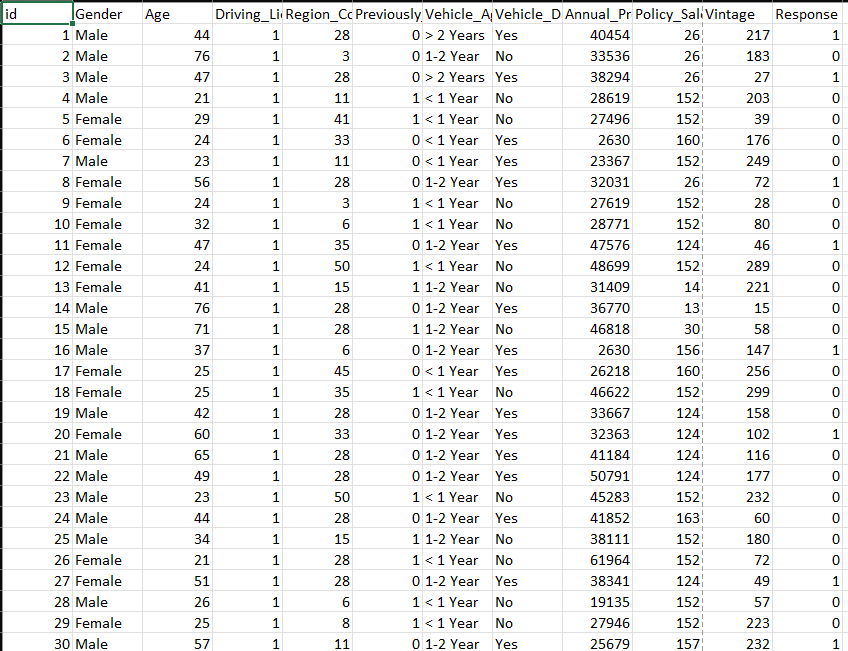 id Gender Age Driving_Li Region_Co Previously Vehicle_A Vehicle_D Annual_Pr Policy_Sal Vintage Response
1 Male 44 1 28 0 > 2 Years Yes 40454 26 217 1
2 Male 76 1 3 0 1-2 Year No 33536 26 183 0
3 Male 47 1 28 0 > 2 Years Yes 38294 26 27 1
4 Male 21 1 11 1 < 1 Year No 28619 152 203 0
5 Female 29 1 41 1 < 1 Year No 27496 152 39 0
6 Female 24 1 33 0 < 1 Year Yes 2630 160 176 0
7 Male 23 1 11 0 < 1 Year Yes 23367 152 249 0
8 Female 56 1 28 0 1-2 Year Yes 32031 26 72 1
9 Female 24 1 3 1 < 1 Year No 27619 152 28 0
10 Female 32 1 6 1 < 1 Year No 28771 152 80 0
11 Female 47 1 35 0 1-2 Year Yes 47576 124 46 1
12 Female 24 1 50 1 < 1 Year No 48699 152 289 0
13 Female 41 1 15 1 1-2 Year No 31409 14 221 0
14 Male 76 1 28 0 1-2 Year Yes 36770 13 15 0
15 Male 71 1 28 1 1-2 Year No 46818 30 58 0
16 Male 37 1 6 0 1-2 Year Yes 2630 156 147 1
17 Female 25 1 45 0 < 1 Year Yes 26218 160 256 0
18 Female 25 1 35 1 < 1 Year No 46622 152 299 0
19 Male 42 1 28 0 1-2 Year Yes 33667 124 158 0
20 Female 60 1 33 0 1-2 Year Yes 32363 124 102 1
21 Male 65 1 28 0 1-2 Year Yes 41184 124 116 0
22 Male 49 1 28 0 1-2 Year Yes 50791 124 177 0
23 Male 23 1 50 1 < 1 Year No 45283 152 232 0
24 Male 44 1 28 0 1-2 Year Yes 41852 163 60 0
25 Male 34 1 15 1 1-2 Year No 38111 152 180 0
26 Female 21 1 28 1 < 1 Year No 61964 152 72 0
27 Female 51 1 28 0 1-2 Year Yes 38341 124 49 1
28 Male 26 1 6 1 < 1 Year No 19135 152 57 0
29 Female 25 1 8 1 < 1 Year No 27946 152 223 0
30 Male 57 1 11 0 1-2 Year Yes 25679 157 232 1